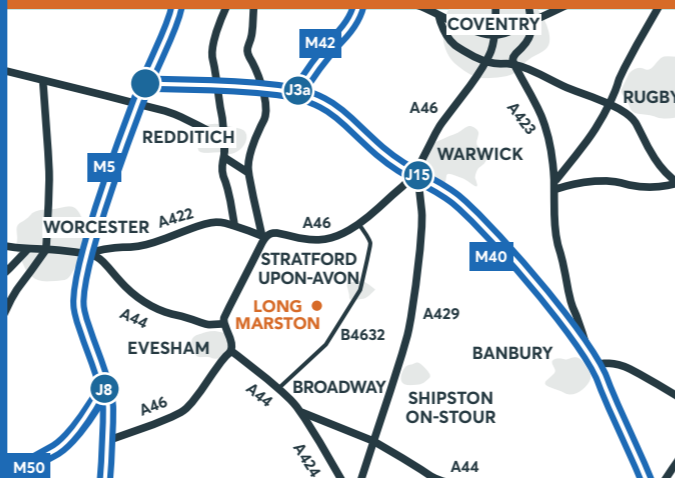 COVENTRY
M42
J3a
RUGBY
A46
A423
REDDITICH
WARWICK
M5
J15
WORCESTER
A422
A46
M40
STRATFORD
UPON-AVON
LONG
MARSTON
A44
A429
B4632
EVESHAM
BANBURY
J8
A44
BROADWAY
SHIPSTON
ON-STOUR
A46
A424
M50
A44